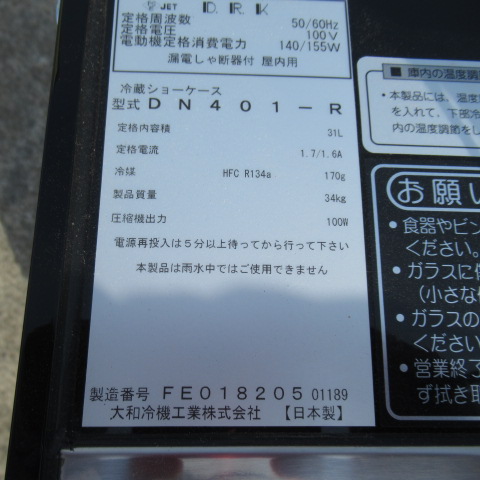 PS E JET D.R.K
定格周波数 50/60Hz
定格電圧 100V
電動機定格消費電力 140/155W
漏電しゃ断器付 屋内用
冷蔵ショーケース
型式 DN401-R
定格内容積 31L
定格電流 1.7/1.6A
冷媒 HFC R134a 170g
製品質量 34kg
圧縮機出力 100W
電源再投入は5分以上待ってから行って下さい
本製品は雨水中ではご使用できません
製造番号 FE018205 01189
大和冷機工業株式会社 【日本製】
■ 庫内の温度調
・本製品には、温度
を入れて、下部冷
内の温度調節をし
お願い
・食器やビン
ください。
・ガラスに
（小さな
・ガラスの
ください
・営業終了
ず拭き取